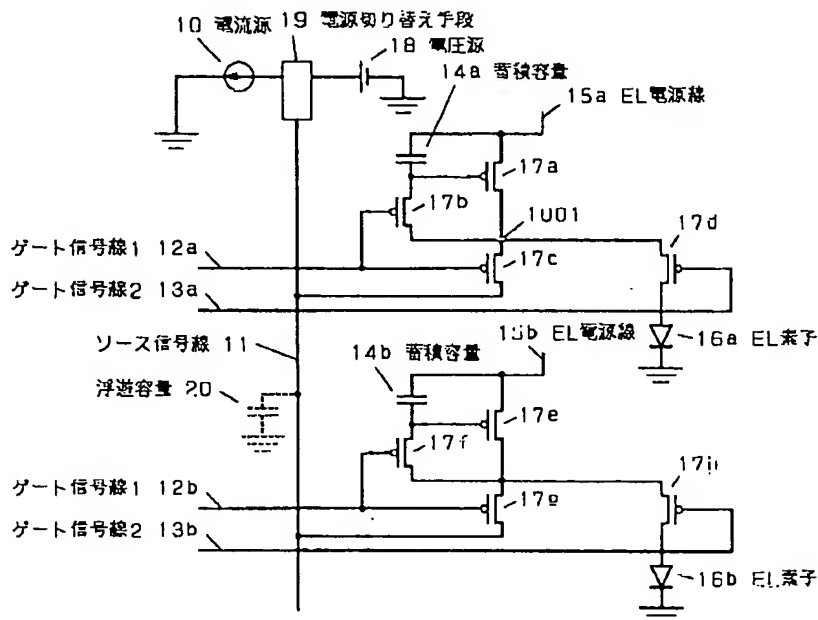 10 電流源
19 電源切り替え手段
18 電圧源
14a 蓄積容量
15a EL電源線
17a
17b
1001
17d
ゲート信号線1 12a
17c
ゲート信号線2 13a
ソース信号線 11
16a EL素子
14b 蓄積容量
15b EL電源線
浮遊容量 20
17e
17f
17h
ゲート信号線1 12b
17g
ゲート信号線2 13b
16b EL素子